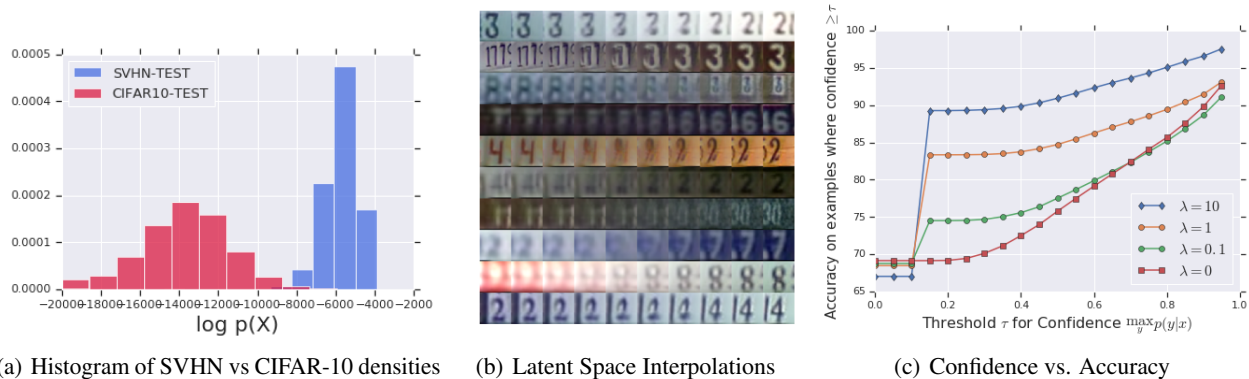 0.0005
0.0004
0.0003
0.0002
0.0001
0.0000
SVHN-TEST
CIFAR10-TEST
−20000
−18000
−16000
−14000
−12000
−10000
−8000
−6000
−4000
−2000
log p(X)
(a) Histogram of SVHN vs CIFAR-10 densities
(b) Latent Space Interpolations
Accuracy on examples where confidence ≥ τ
100
95
90
85
80
75
70
65
λ = 10
λ = 1
λ = 0.1
λ = 0
0.0 0.2 0.4 0.6 0.8 1.0
Threshold τ for Confidence max_y p(y|x)
(c) Confidence vs. Accuracy